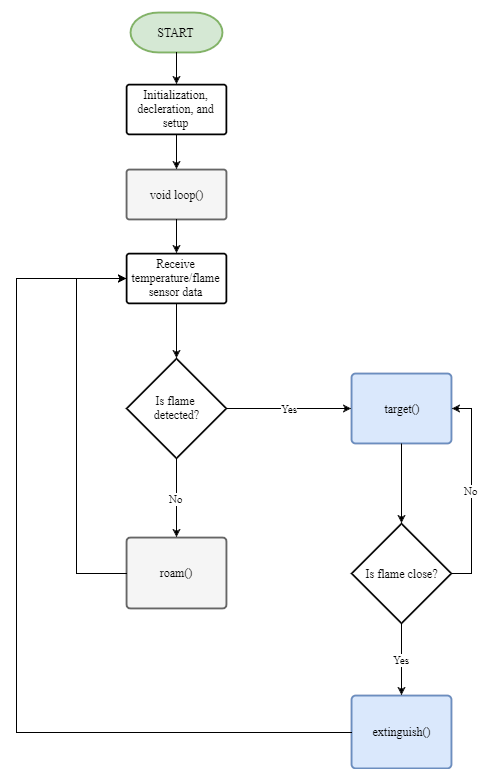 START
Initialization,
decleration, and
setup
void loop()
Receive
temperature/flame
sensor data
Is flame
detected?
Yes
target()
No
No
roam()
Is flame close?
Yes
extinguish()